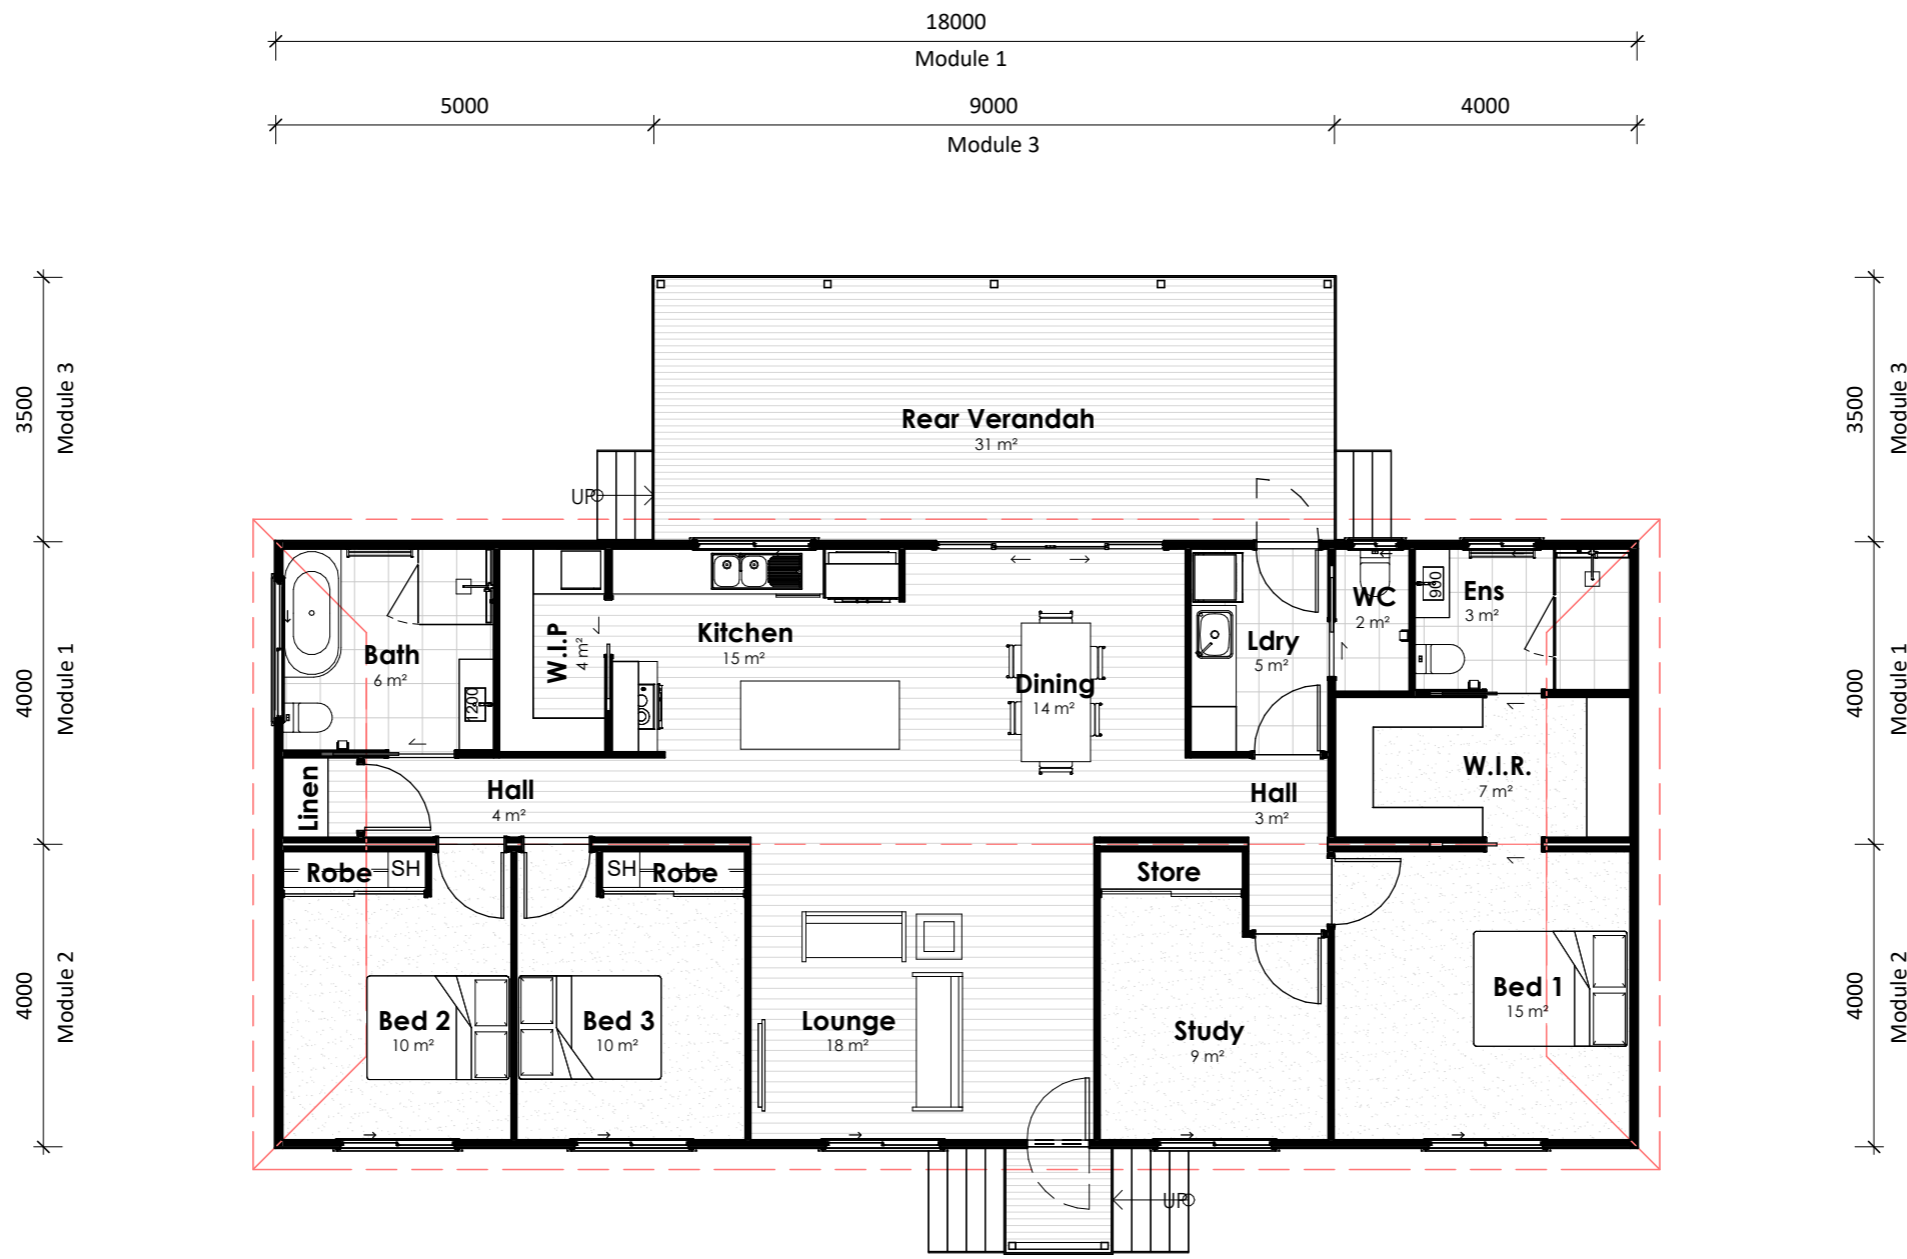 18000
Module 1
5000
9000
4000
Module 3
3500
Module 3
3500
Module 3
Rear Verandah
31 m²
UP
4000
Module 1
4000
Module 1
Bath
6 m²
1200
W.I.P
4 m²
Kitchen
15 m²
Dining
14 m²
Ldry
5 m²
WC
2 m²
900
Ens
3 m²
W.I.R.
7 m²
Linen
Hall
4 m²
Hall
3 m²
Robe
SH
SH
Robe
Store
4000
Module 2
4000
Module 2
Bed 2
10 m²
Bed 3
10 m²
Lounge
18 m²
Study
9 m²
Bed 1
15 m²
UP